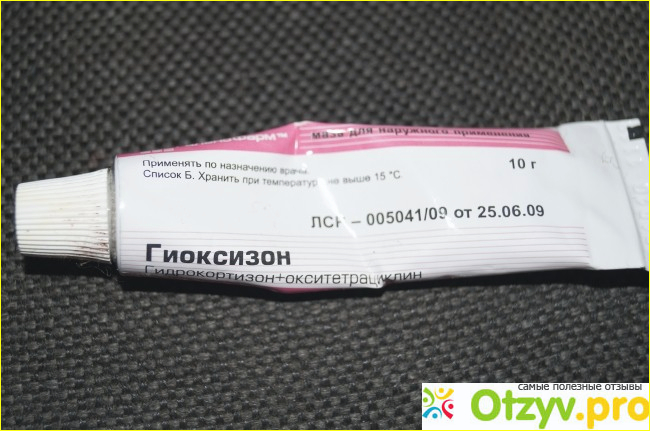 мазь для наружного применения
Применять по назначению врача
Список Б. Хранить при температуре не выше 15 °С
10 г
ЛСР – 005041/09 от 25.06.09
Гиоксизон
Гидрокортизон+окситетрациклин
самые полезные отзывы
Otzyv.pro